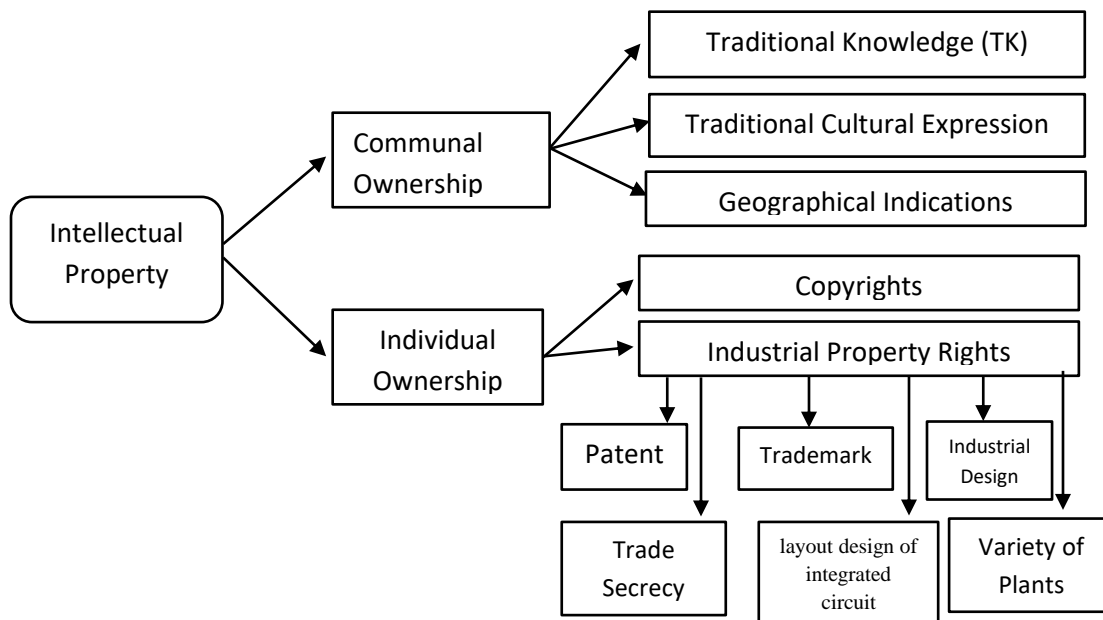 Traditional Knowledge (TK)
Communal
Ownership
Traditional Cultural Expression
Geographical Indications
Intellectual
Property
Copyrights
Individual
Ownership
Industrial Property Rights
Patent
Trademark
Industrial
Design
Trade
Secrecy
layout design of
integrated
circuit
Variety of
Plants